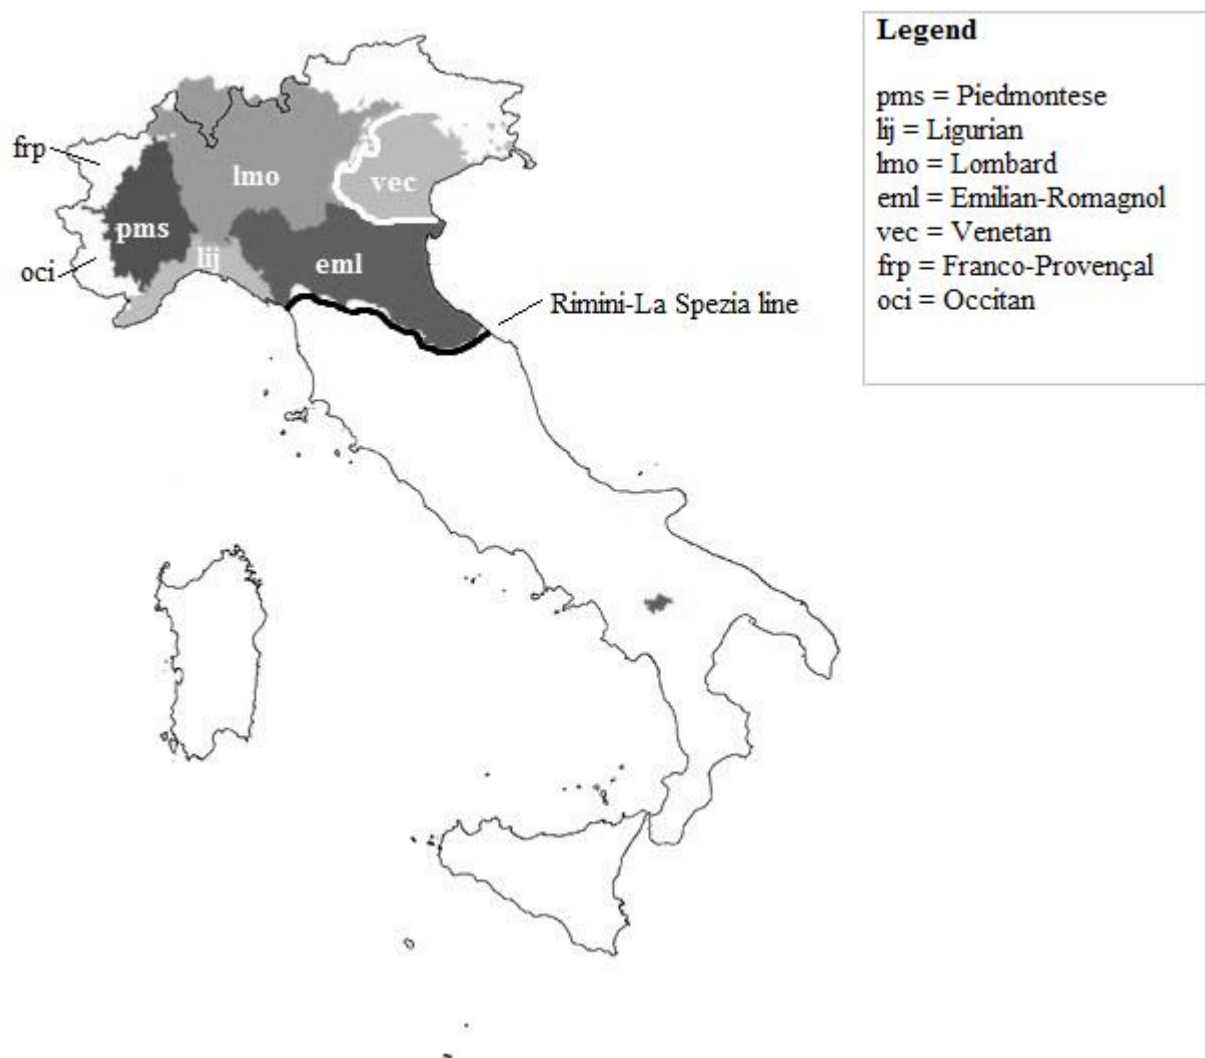 Legend
pms = Piedmontese
lij = Ligurian
lmo = Lombard
eml = Emilian-Romagnol
vec = Venetan
frp = Franco-Provençal
oci = Occitan
frp
lmo
vec
pms
lij
eml
oci
Rimini-La Spezia line